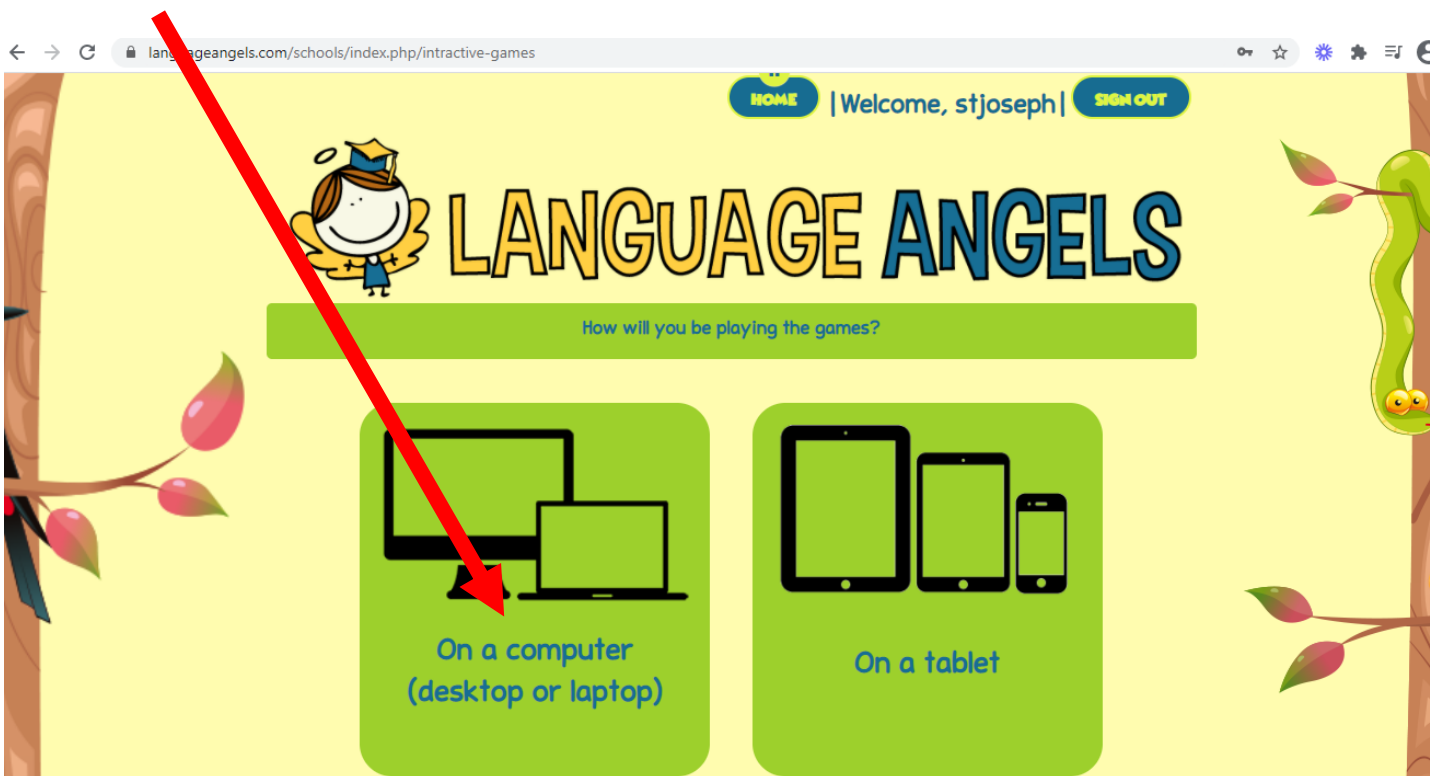 languageangels.com/schools/index.php/intractive-games
HOME |Welcome, stjoseph| SIGN OUT
LANGUAGE ANGELS
How will you be playing the games?
On a computer
(desktop or laptop)
On a tablet